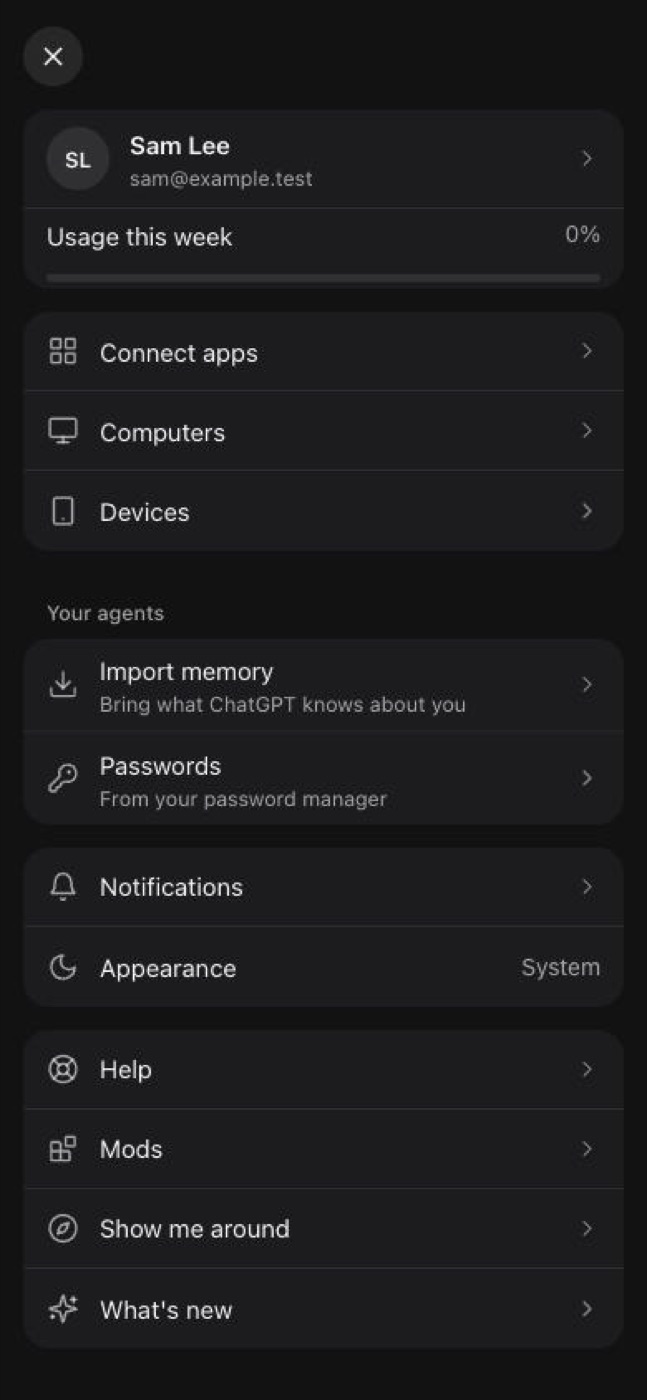 SL
Sam Lee
sam@example.test
Usage this week
0%
Connect apps
Computers
Devices
Your agents
Import memory
Bring what ChatGPT knows about you
Passwords
From your password manager
Notifications
Appearance
System
Help
Mods
Show me around
What's new